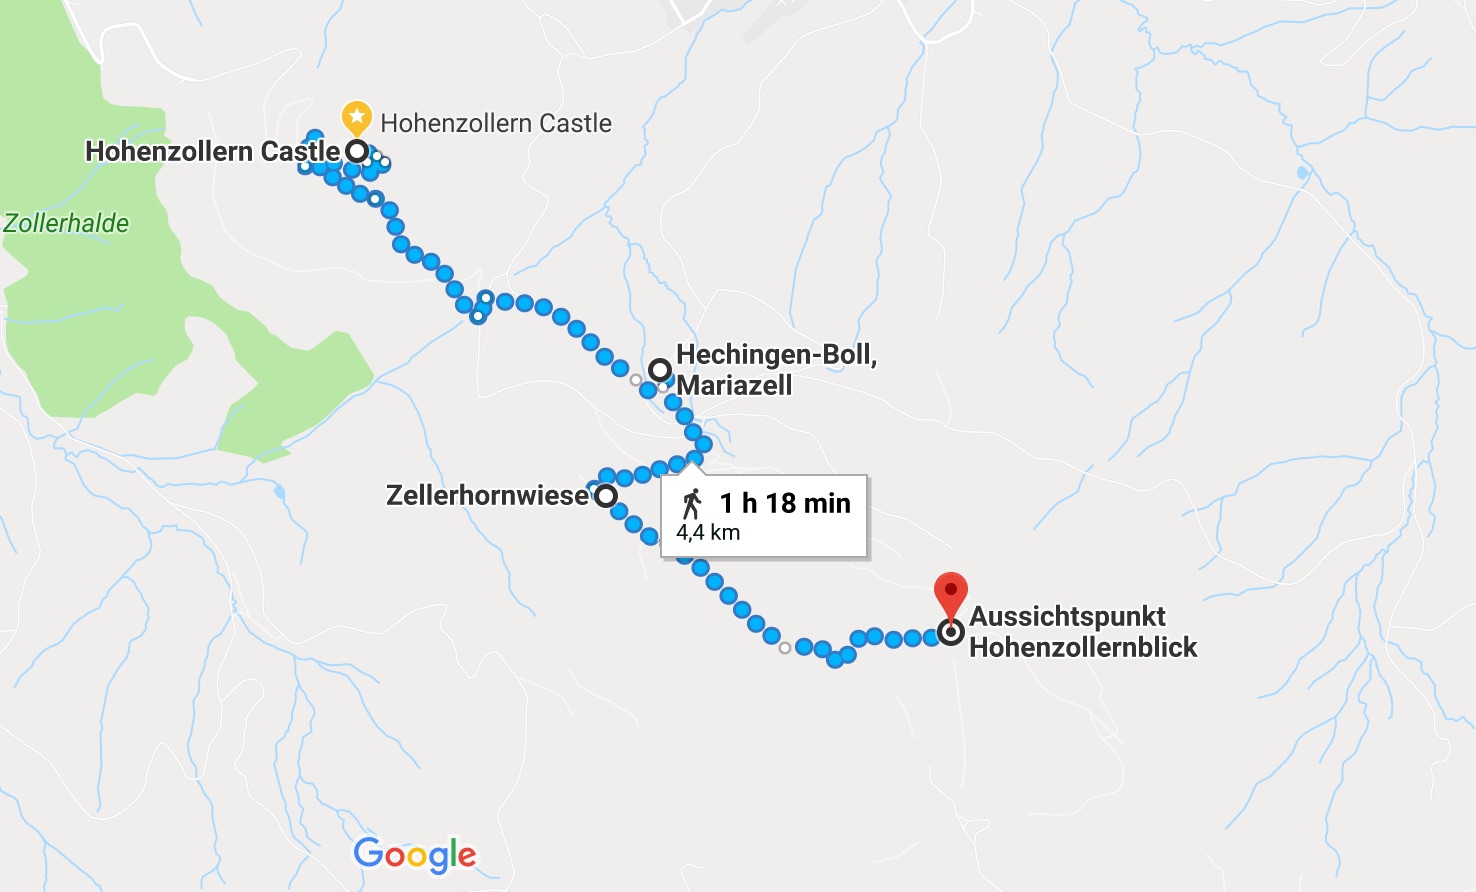 Hohenzollern Castle
Hohenzollern Castle
Zollerhalde
Hechingen-Boll,
Mariazell
Zellerhornwiese
1 h 18 min
4,4 km
Aussichtspunkt
Hohenzollernblick
Google